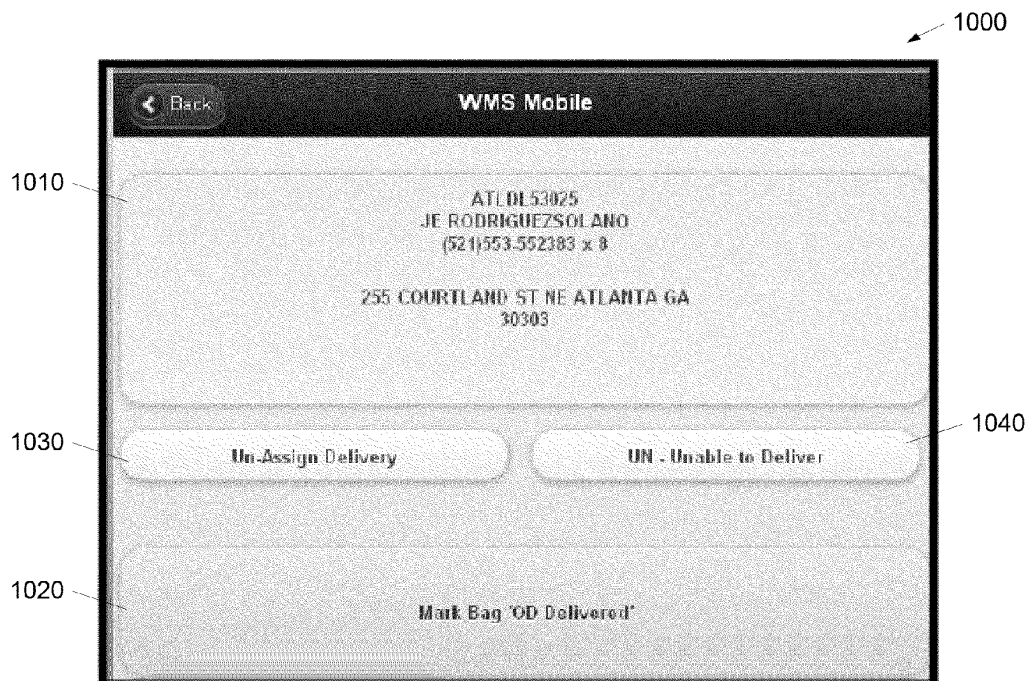 1000
Back
WMS Mobile
1010
ATLDL53025
JE RODRIGUEZSOLANO
(521)553-552383 x 8
255 COURTLAND ST NE ATLANTA GA
30303
1030
Un-Assign Delivery
UN - Unable to Deliver
1040
1020
Mark Bag 'OD Delivered'